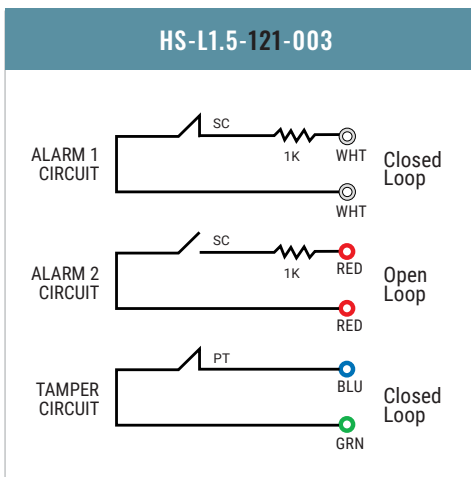 HS-L1.5-121-003
ALARM 1
CIRCUIT
SC
1K
WHT
WHT
Closed
Loop
ALARM 2
CIRCUIT
SC
1K
RED
RED
Open
Loop
TAMPER
CIRCUIT
PT
BLU
GRN
Closed
Loop